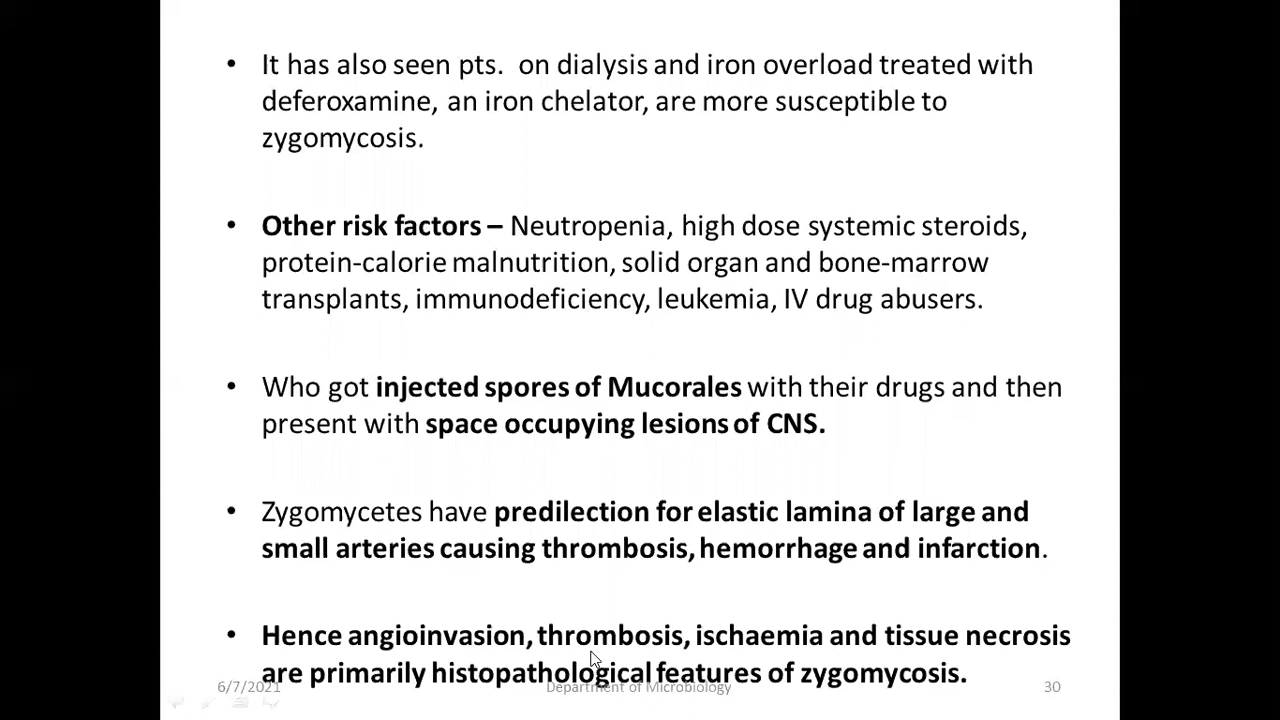 • It has also seen pts. on dialysis and iron overload treated with
deferoxamine, an iron chelator, are more susceptible to
zygomycosis.
• Other risk factors – Neutropenia, high dose systemic steroids,
protein-calorie malnutrition, solid organ and bone-marrow
transplants, immunodeficiency, leukemia, IV drug abusers.
• Who got injected spores of Mucorales with their drugs and then
present with space occupying lesions of CNS.
• Zygomycetes have predilection for elastic lamina of large and
small arteries causing thrombosis, hemorrhage and infarction.
• Hence angioinvasion, thrombosis, ischaemia and tissue necrosis
are primarily histopathological features of zygomycosis.
6/7/2021 Department of Microbiology 30